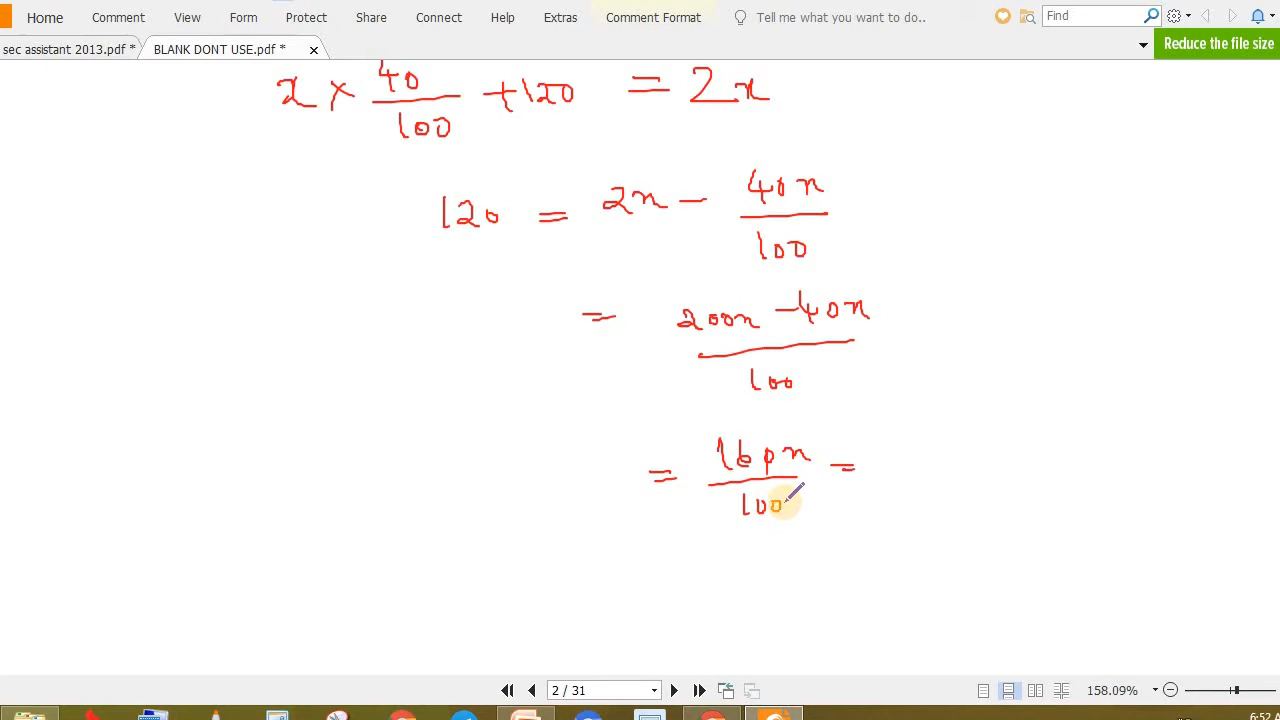 Home Comment View Form Protect Share Connect Help Extras Comment Format Tell me what you want to do.. Find
sec assistant 2013.pdf * BLANK DONT USE.pdf * Reduce the file size
x × 40/100 + 120 = 2x
120 = 2x - 40x/100
= 200x - 40x/100
= 160x/100 =
2 / 31 158.09%